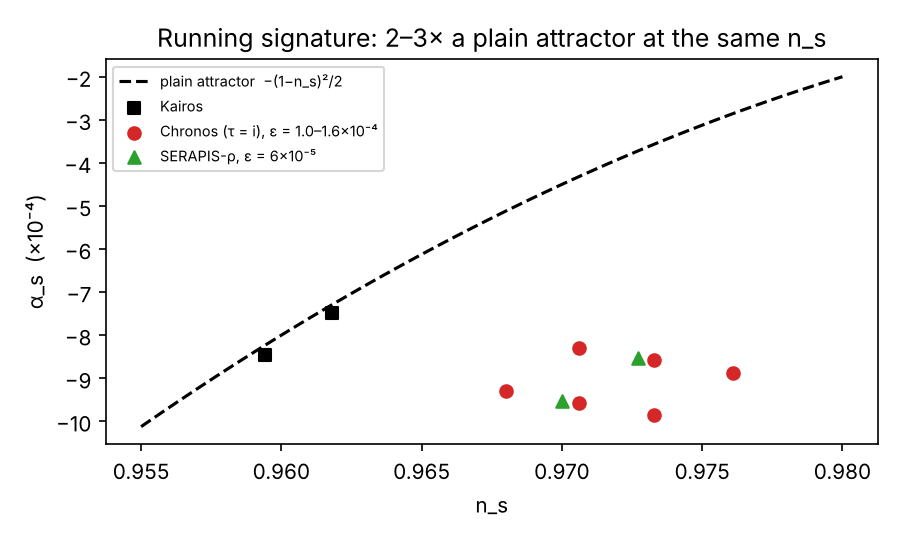 Running signature: 2–3× a plain attractor at the same n_s
plain attractor −(1−n_s)²/2
Kairos
Chronos (τ = i), ε = 1.0–1.6×10⁻⁴
SERAPIS-ρ, ε = 6×10⁻⁵
α_s (×10⁻⁴)
−2
−3
−4
−5
−6
−7
−8
−9
−10
0.955 0.960 0.965 0.970 0.975 0.980
n_s